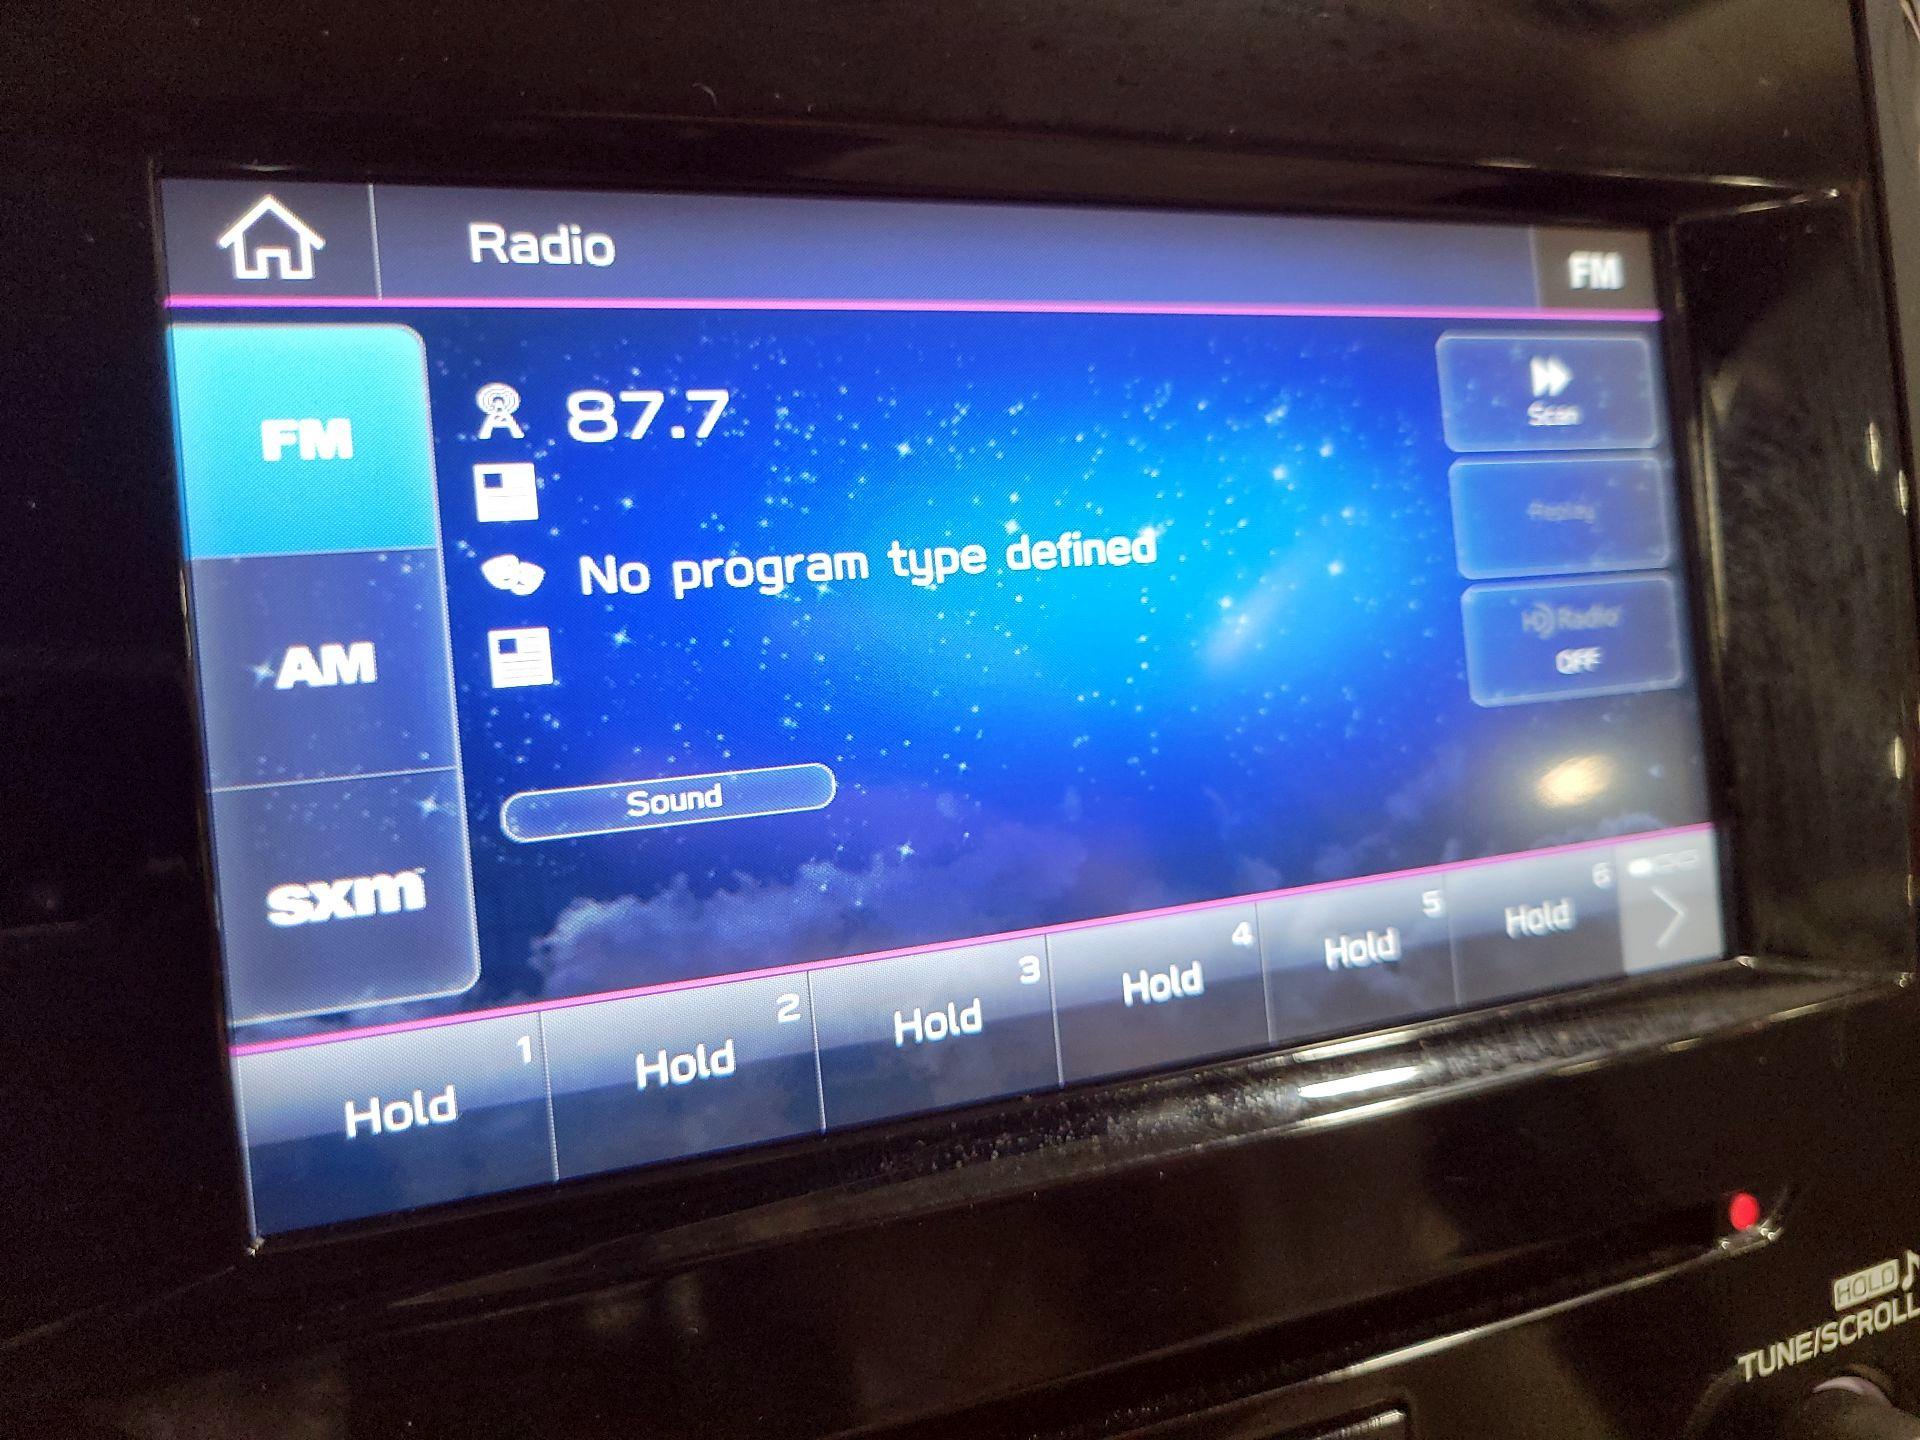 Radio
FM
FM
87.7
Scan
Replay
No program type defined
HD Radio
OFF
AM
Sound
sxm
1
Hold
2
Hold
3
Hold
4
Hold
5
Hold
6
Hold
HOLD
TUNE/SCROLL